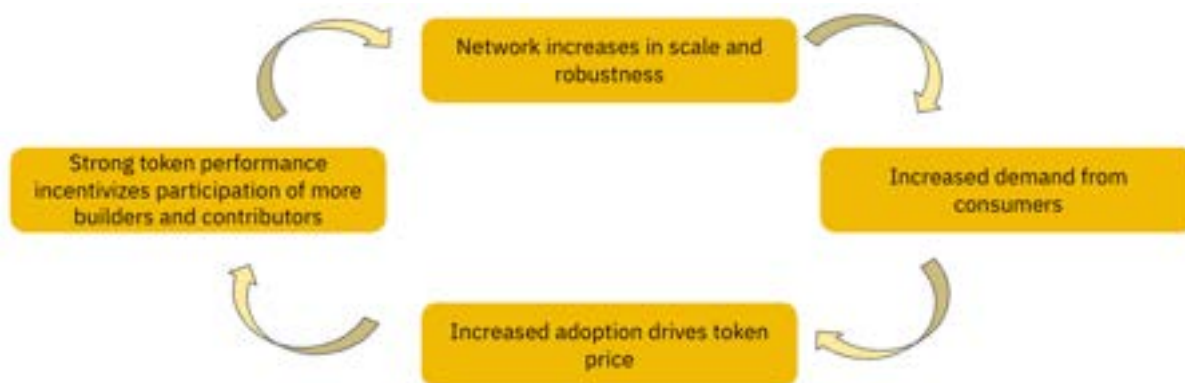 Network increases in scale and
robustness
Increased demand from
consumers
Increased adoption drives token
price
Strong token performance
incentivizes participation of more
builders and contributors